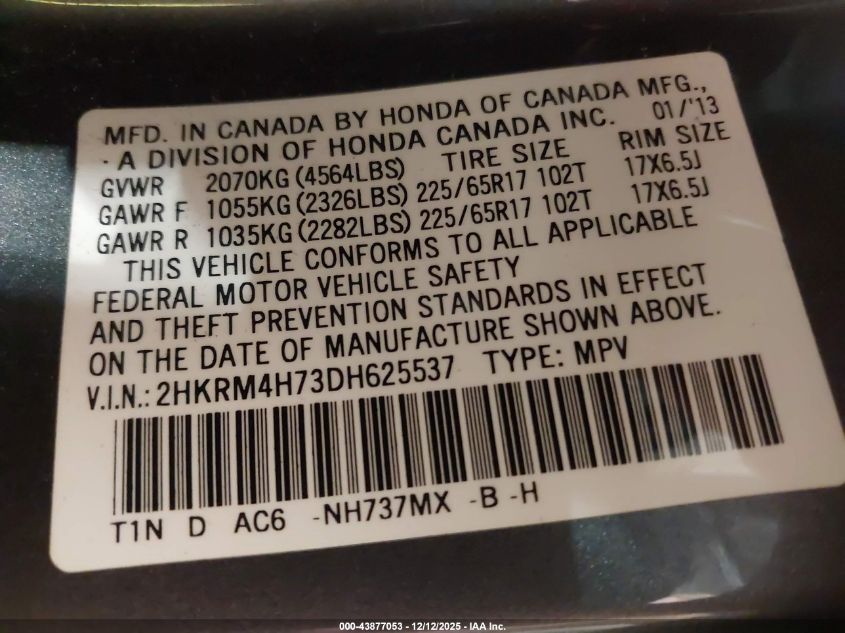 MFD. IN CANADA BY HONDA OF CANADA MFG.,
· A DIVISION OF HONDA CANADA INC. 01/'13
GVWR 2070KG (4564LBS) TIRE SIZE RIM SIZE
GAWR F 1055KG (2326LBS) 225/65R17 102T 17X6.5J
GAWR R 1035KG (2282LBS) 225/65R17 102T 17X6.5J
THIS VEHICLE CONFORMS TO ALL APPLICABLE
FEDERAL MOTOR VEHICLE SAFETY
AND THEFT PREVENTION STANDARDS IN EFFECT
ON THE DATE OF MANUFACTURE SHOWN ABOVE.
V.I.N.: 2HKRM4H73DH625537 TYPE: MPV
T1N D AC6 -NH737MX -B -H
000-43877053 - 12/12/2025 - IAA Inc.